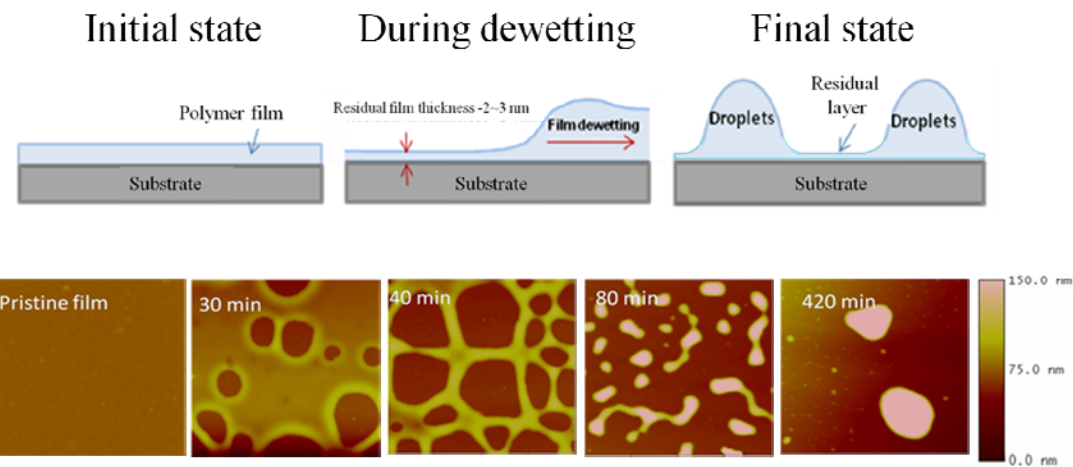 Initial state
During dewetting
Final state
Polymer film
Substrate
Residual film thickness -2~3 nm
Film dewetting
Substrate
Residual
layer
Droplets
Droplets
Substrate
Pristine film
30 min
40 min
80 min
420 min
150.0 nm
75.0 nm
0.0 nm